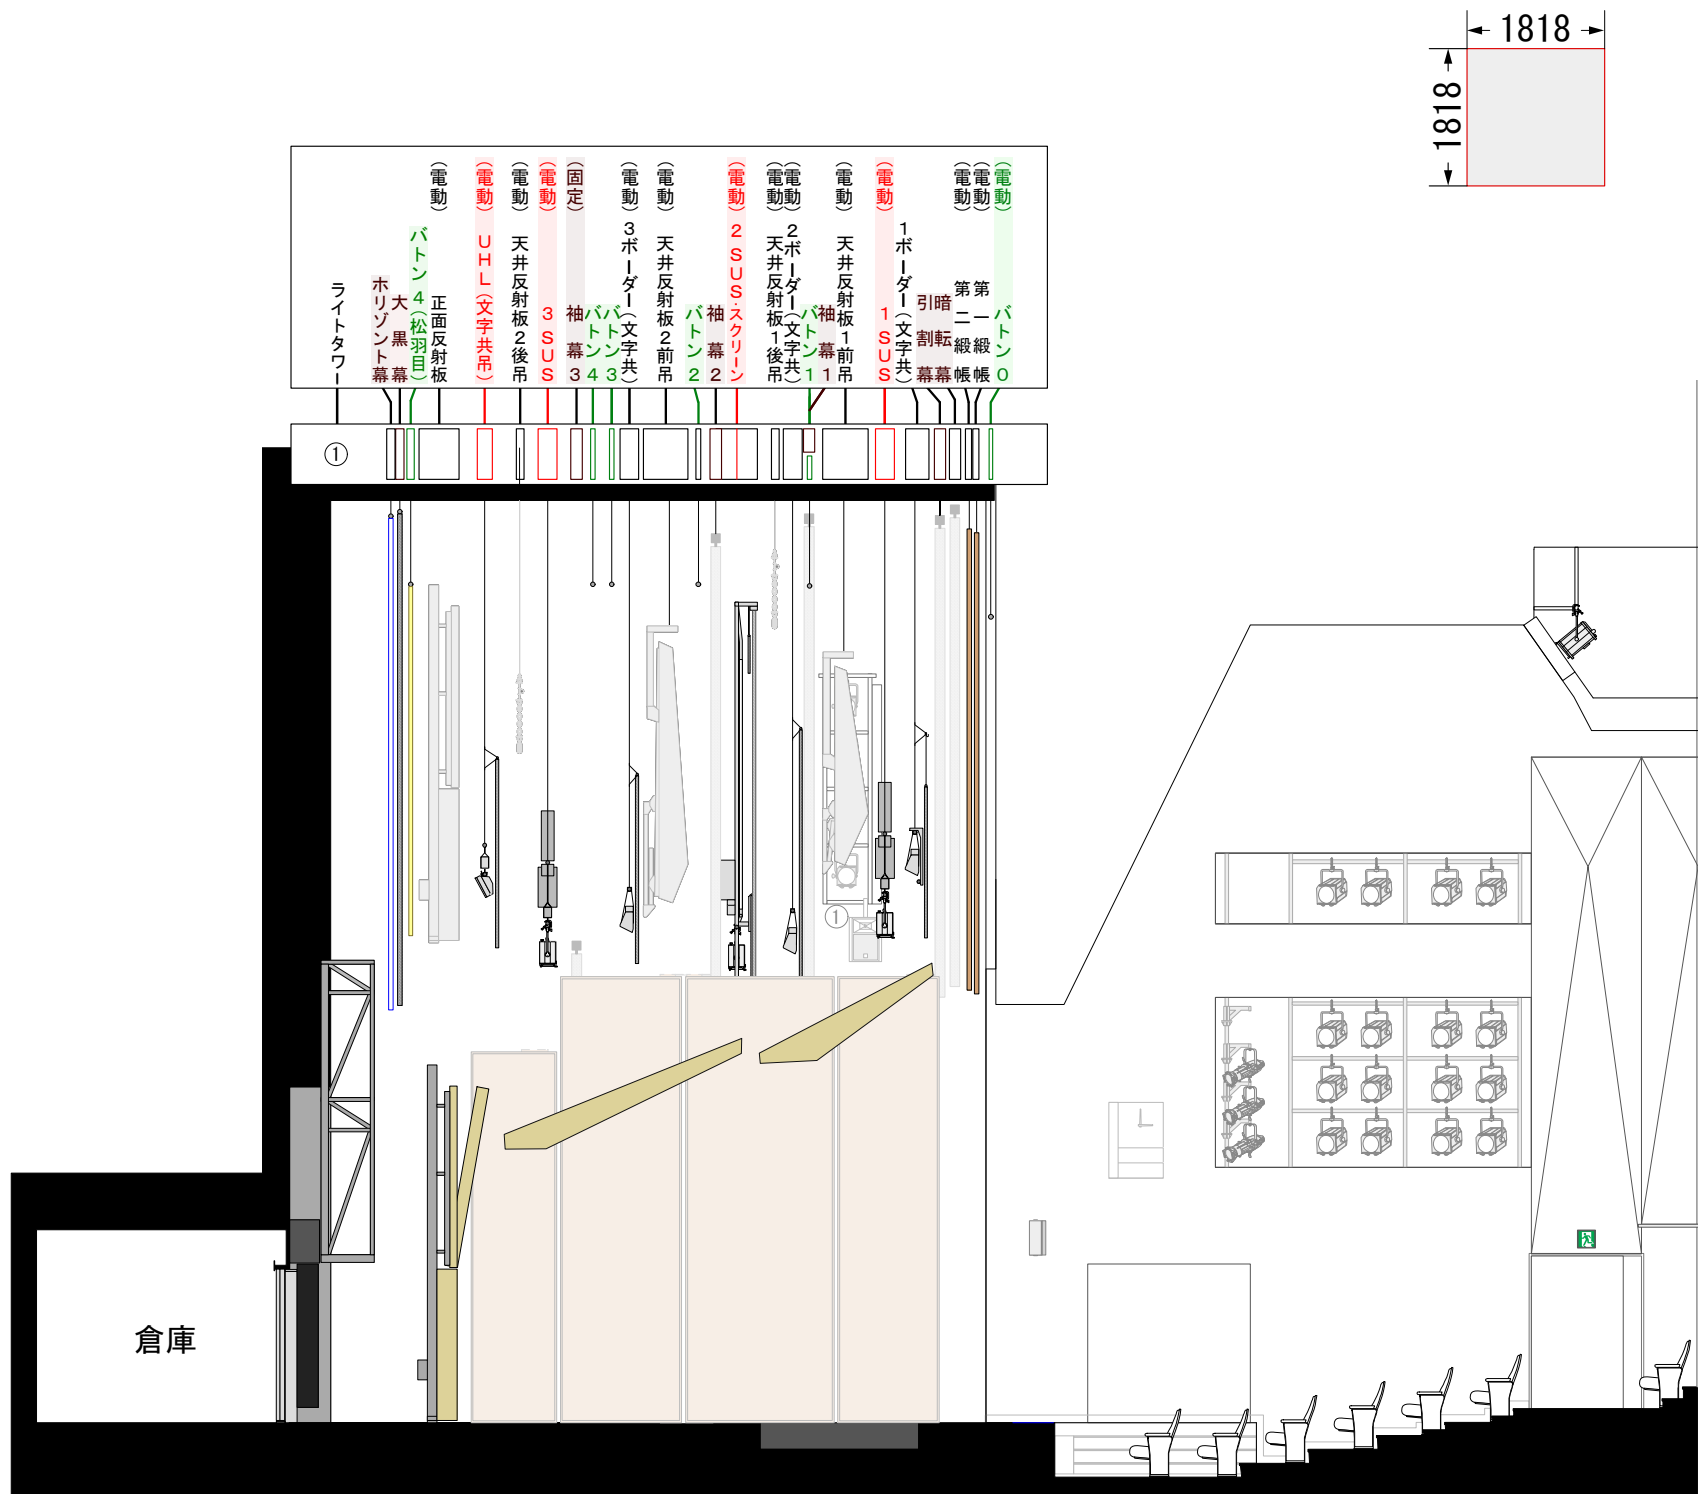 1818
1818
ライトタワー
ホリゾント幕
大黒幕
バトン4(松羽目)
正面反射板(電動)
UHL(文字共吊)(電動)
天井反射板2後吊(電動)
3SUS(電動)
袖幕3(固定)
バトン4
バトン3
3ボーダー(文字共)(電動)
天井反射板2前吊(電動)
バトン2
袖幕2
2SUS・スクリーン(電動)
天井反射板1後吊(電動)
2ボーダー(文字共)(電動)
バトン1
袖幕1
天井反射板1前吊(電動)
1SUS(電動)
1ボーダー(文字共)
引割幕
暗転幕
第二緞帳(電動)
第一緞帳(電動)
バトン0(電動)
①
①
倉庫